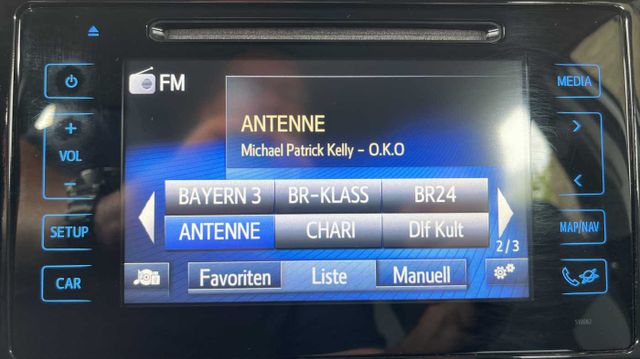 FM
MEDIA
ANTENNE
Michael Patrick Kelly - O.K.O
+
VOL
-
BAYERN 3 BR-KLASS BR24
ANTENNE CHARI Dlf Kult
SETUP
MAP/NAV
2/3
CAR
Favoriten Liste Manuell